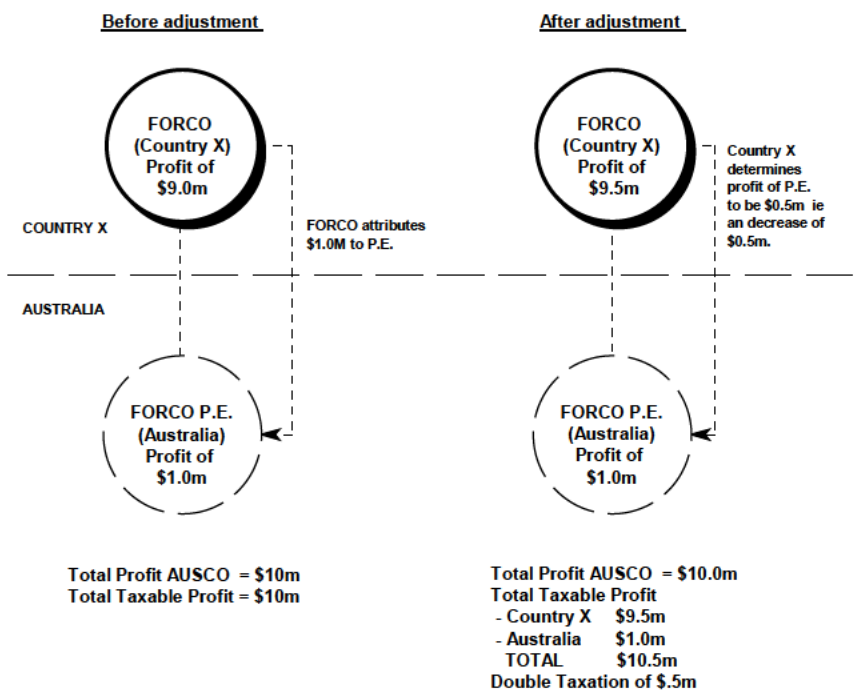 Before adjustment
FORCO
(Country X)
Profit of
$9.0m
COUNTRY X
FORCO attributes
$1.0M to P.E.
AUSTRALIA
FORCO P.E.
(Australia)
Profit of
$1.0m
Total Profit AUSCO = $10m
Total Taxable Profit = $10m
After adjustment
FORCO
(Country X)
Profit of
$9.5m
Country X
determines
profit of P.E.
to be $0.5m ie
an decrease of
$0.5m.
FORCO P.E.
(Australia)
Profit of
$1.0m
Total Profit AUSCO = $10.0m
Total Taxable Profit
- Country X $9.5m
- Australia $1.0m
TOTAL $10.5m
Double Taxation of $.5m